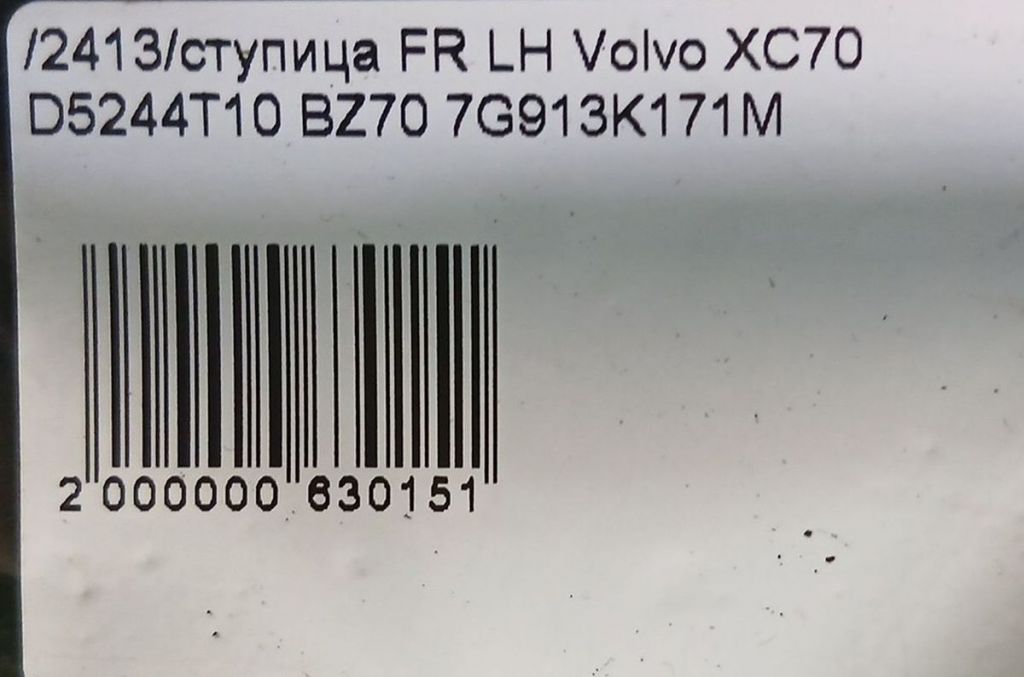 /2413/ступица FR LH Volvo XC70
D5244T10 BZ70 7G913K171M
2 000000 630151